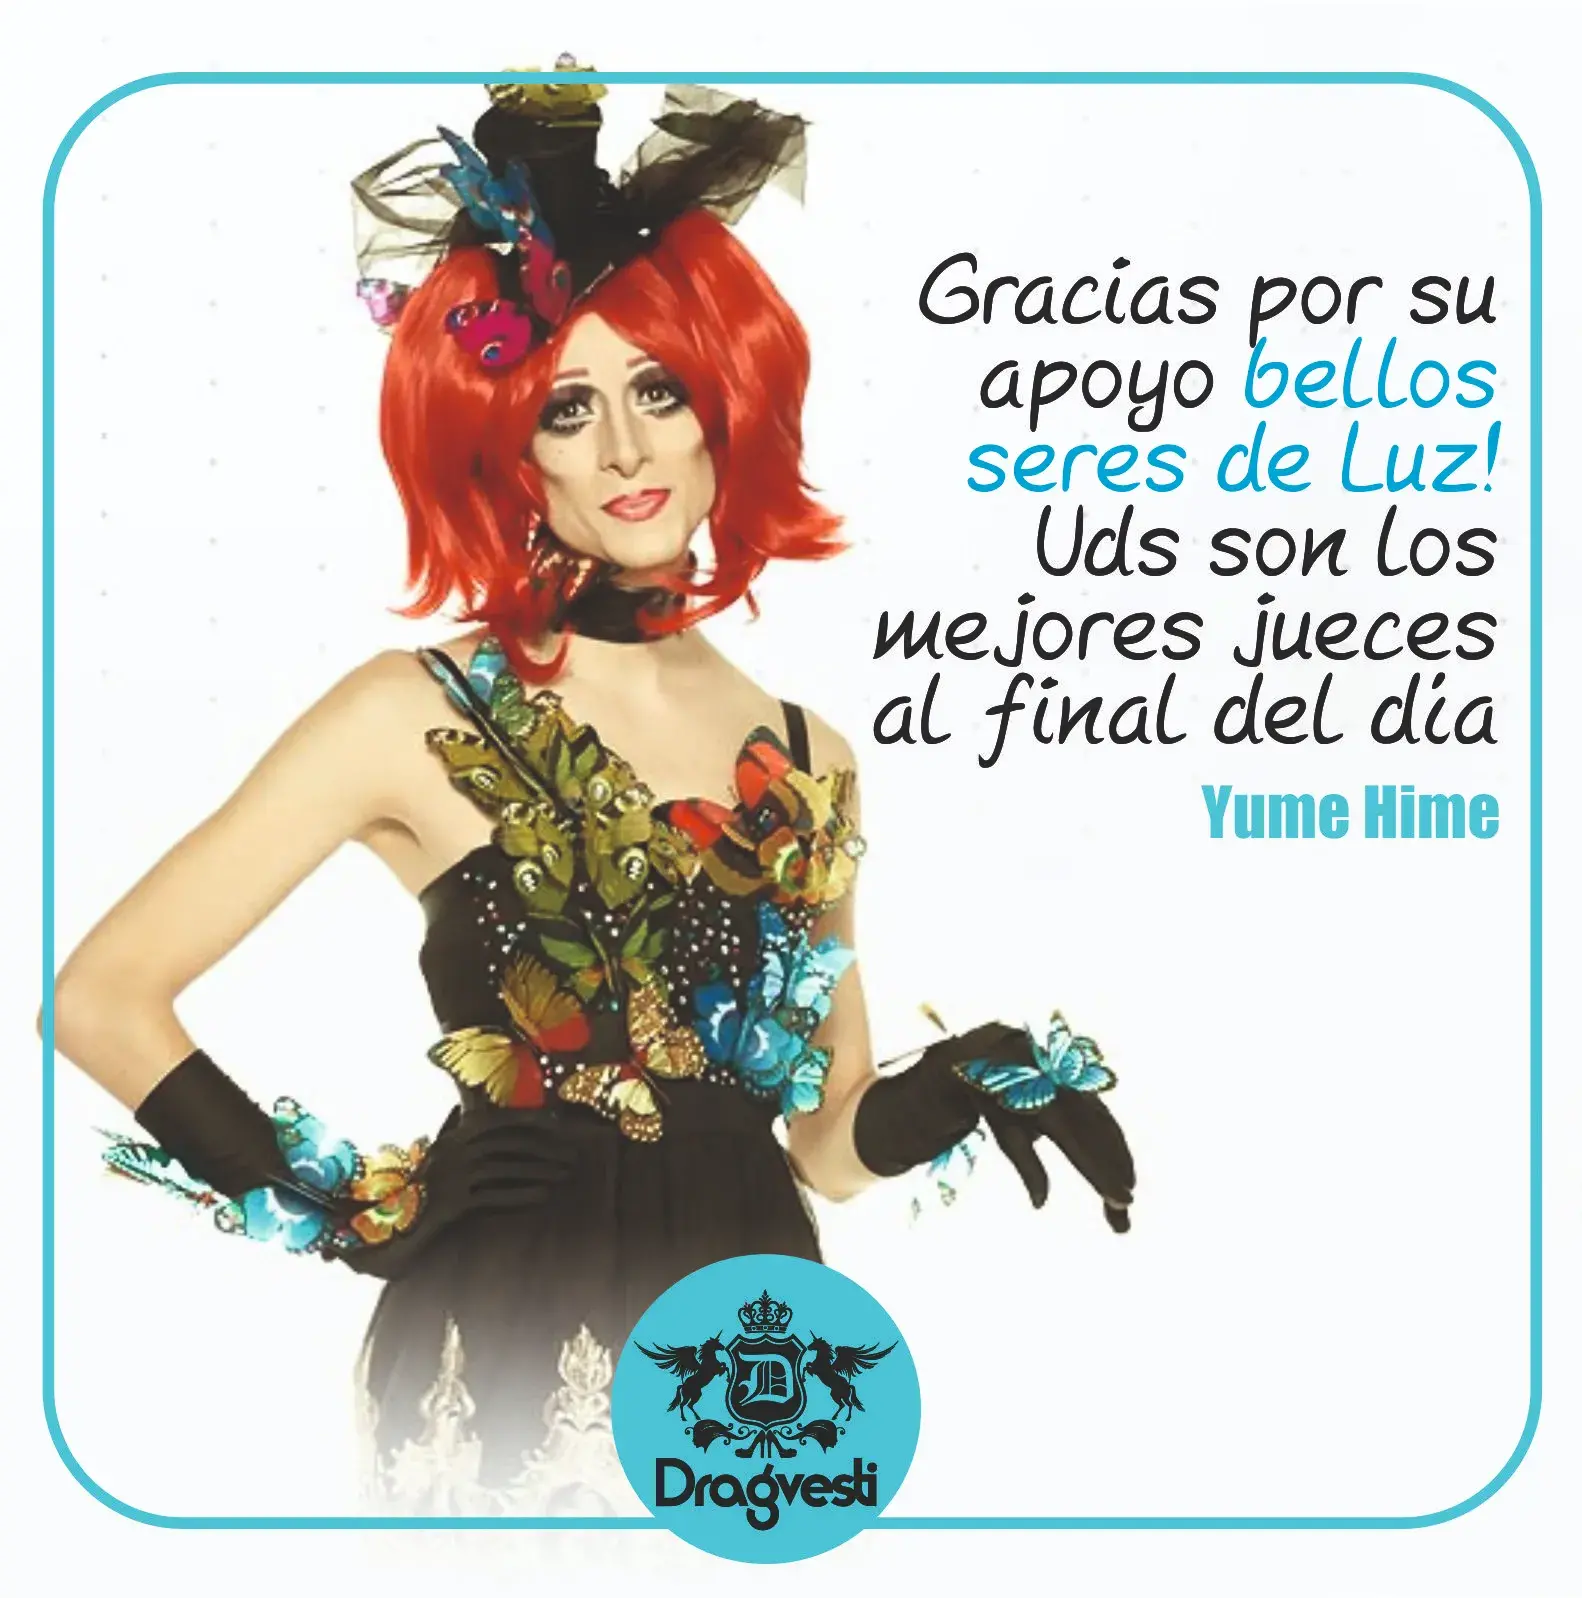 Gracias por su
apoyo bellos
seres de Luz!
Uds son los
mejores jueces
al final del día
Yume Hime
D
Dragvesti